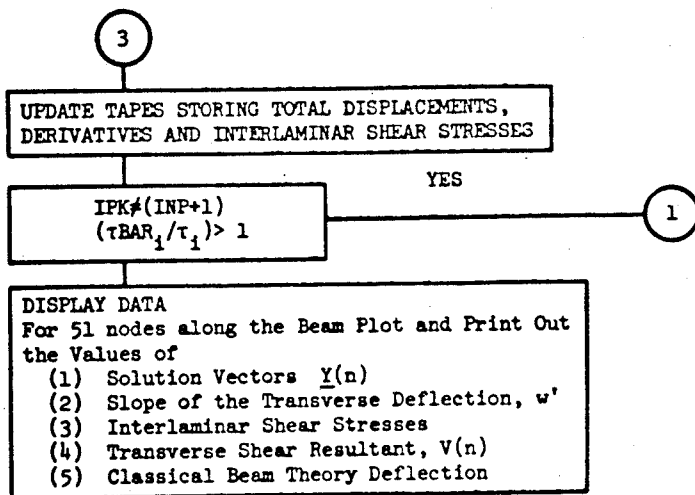 3
UPDATE TAPES STORING TOTAL DISPLACEMENTS,
DERIVATIVES AND INTERLAMINAR SHEAR STRESSES
YES
IPK≠(INP+1)
(τBAR_i/τ_i)> 1
1
DISPLAY DATA
For 51 nodes along the Beam Plot and Print Out
the Values of
(1) Solution Vectors Y(n)
(2) Slope of the Transverse Deflection, w'
(3) Interlaminar Shear Stresses
(4) Transverse Shear Resultant, V(n)
(5) Classical Beam Theory Deflection